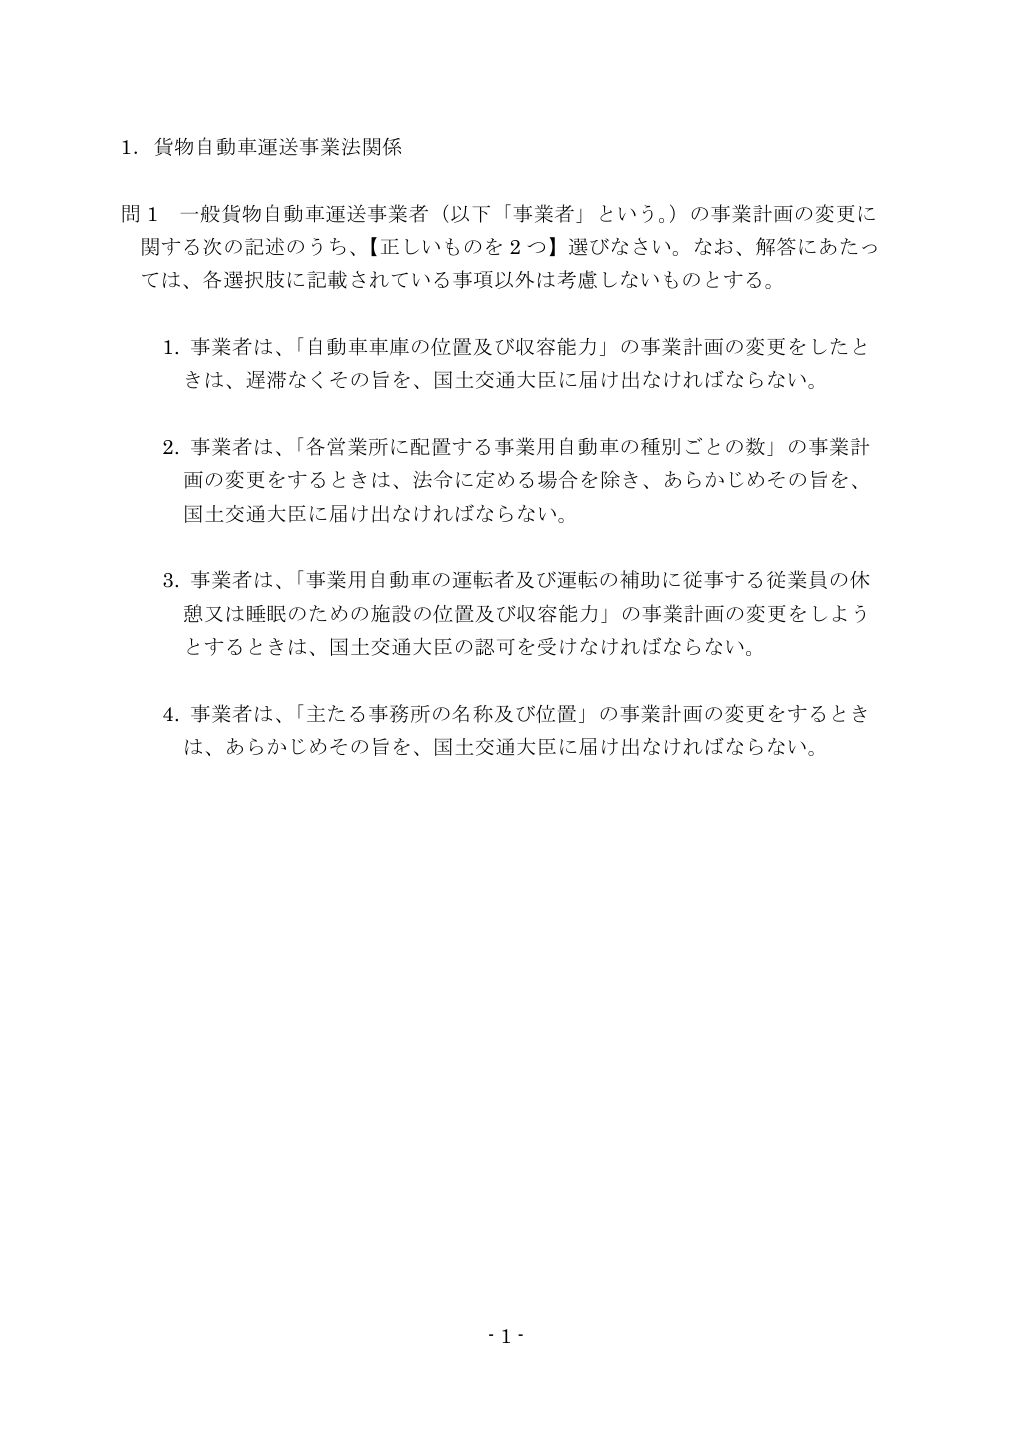 1. 貨物自動車運送事業法関係
問1　一般貨物自動車運送事業者（以下「事業者」という。）の事業計画の変更に
関する次の記述のうち、【正しいものを2つ】選びなさい。なお、解答にあたっ
ては、各選択肢に記載されている事項以外は考慮しないものとする。
1. 事業者は、「自動車車庫の位置及び収容能力」の事業計画の変更をしたと
きは、遅滞なくその旨を、国土交通大臣に届け出なければならない。
2. 事業者は、「各営業所に配置する事業用自動車の種別ごとの数」の事業計
画の変更をするときは、法令に定める場合を除き、あらかじめその旨を、
国土交通大臣に届け出なければならない。
3. 事業者は、「事業用自動車の運転者及び運転の補助に従事する従業員の休
憩又は睡眠のための施設の位置及び収容能力」の事業計画の変更をしよう
とするときは、国土交通大臣の認可を受けなければならない。
4. 事業者は、「主たる事務所の名称及び位置」の事業計画の変更をするとき
は、あらかじめその旨を、国土交通大臣に届け出なければならない。
- 1 -